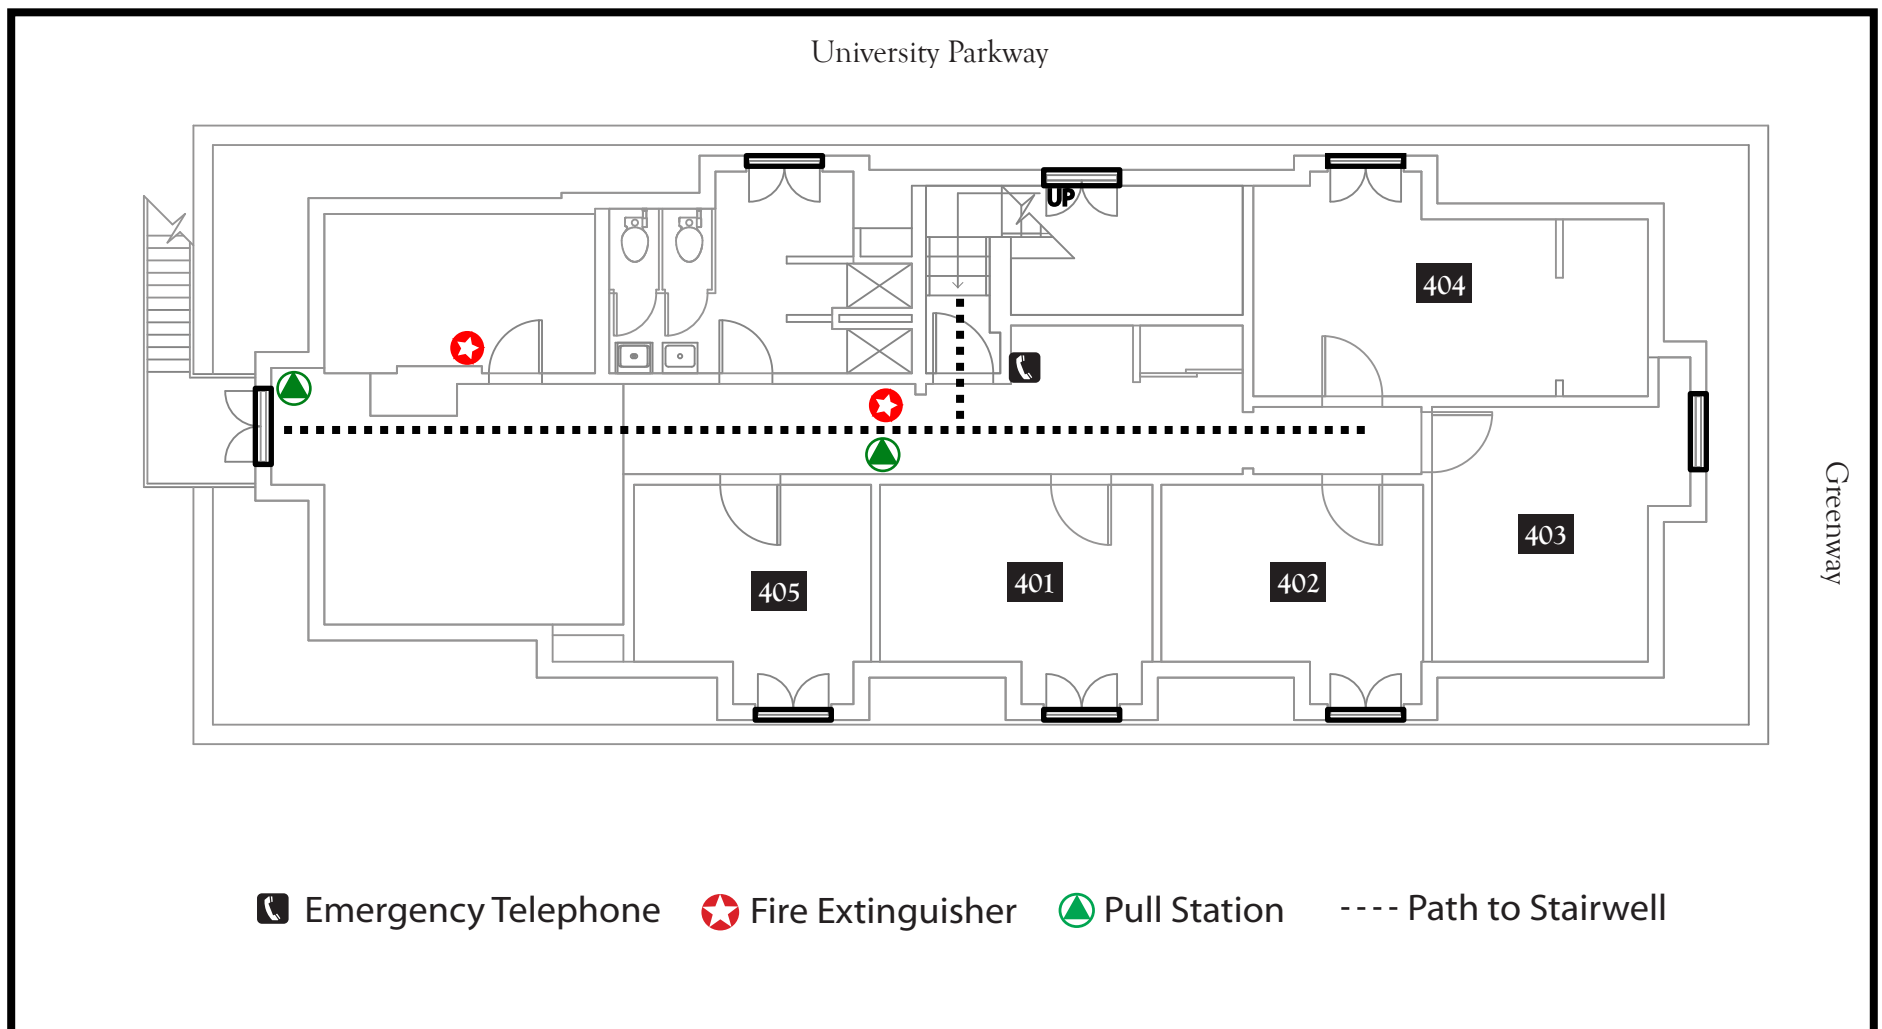 University Parkway
UP
404
Greenway
403
405
401
402
Emergency Telephone
Fire Extinguisher
Pull Station
---- Path to Stairwell